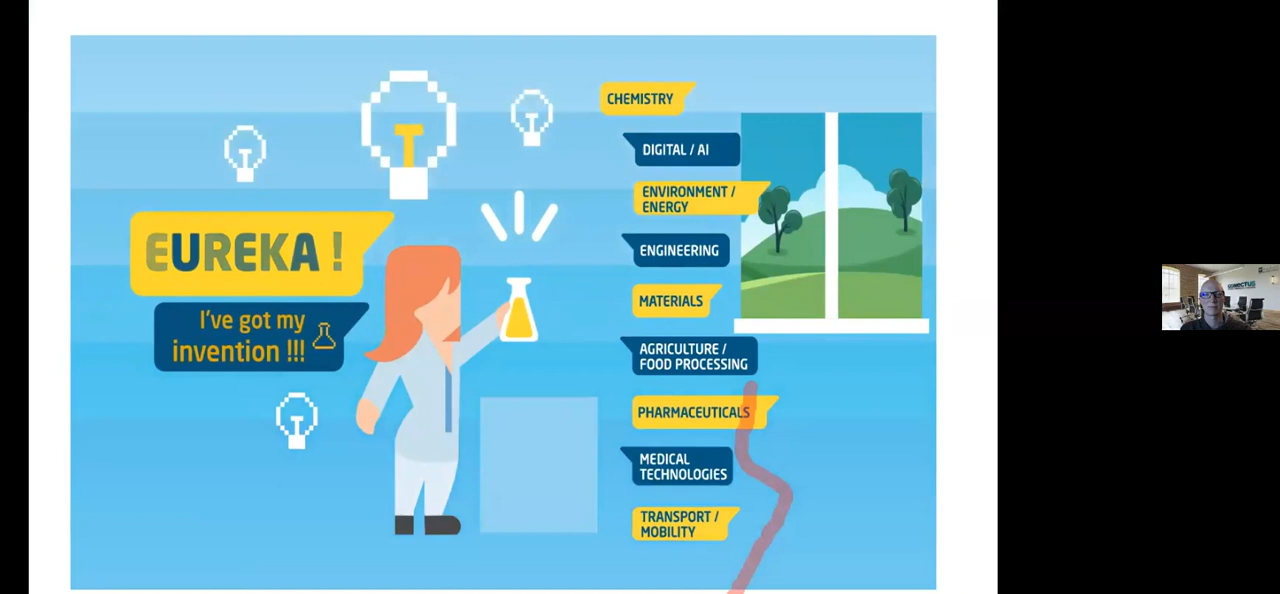 EUREKA !
I've got my
invention !!!
CHEMISTRY
DIGITAL / AI
ENVIRONMENT /
ENERGY
ENGINEERING
MATERIALS
AGRICULTURE /
FOOD PROCESSING
PHARMACEUTICALS
MEDICAL
TECHNOLOGIES
TRANSPORT /
MOBILITY